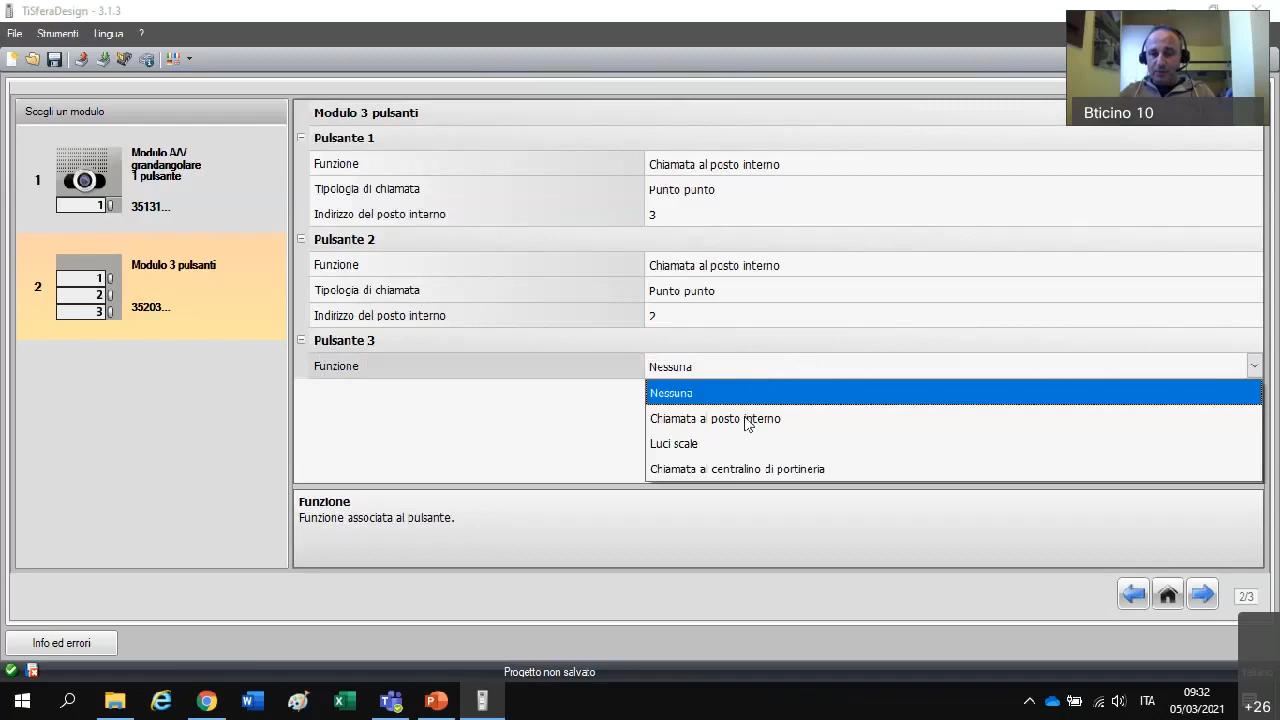 TiSferaDesign - 3.1.3
File Strumenti Lingua ?
Bticino 10
Scegli un modulo
1
Modulo A/V
grandangolare
1 pulsante
1
35131...
2
Modulo 3 pulsanti
1
2
3
35203...
Modulo 3 pulsanti
Pulsante 1
Funzione Chiamata al posto interno
Tipologia di chiamata Punto punto
Indirizzo del posto interno 3
Pulsante 2
Funzione Chiamata al posto interno
Tipologia di chiamata Punto punto
Indirizzo del posto interno 2
Pulsante 3
Funzione Nessuna
Nessuna
Chiamata al posto interno
Luci scale
Chiamata al centralino di portineria
Funzione
Funzione associata al pulsante.
2/3
Info ed errori
Progetto non salvato
Italiano
ITA
09:32
05/03/2021
+26